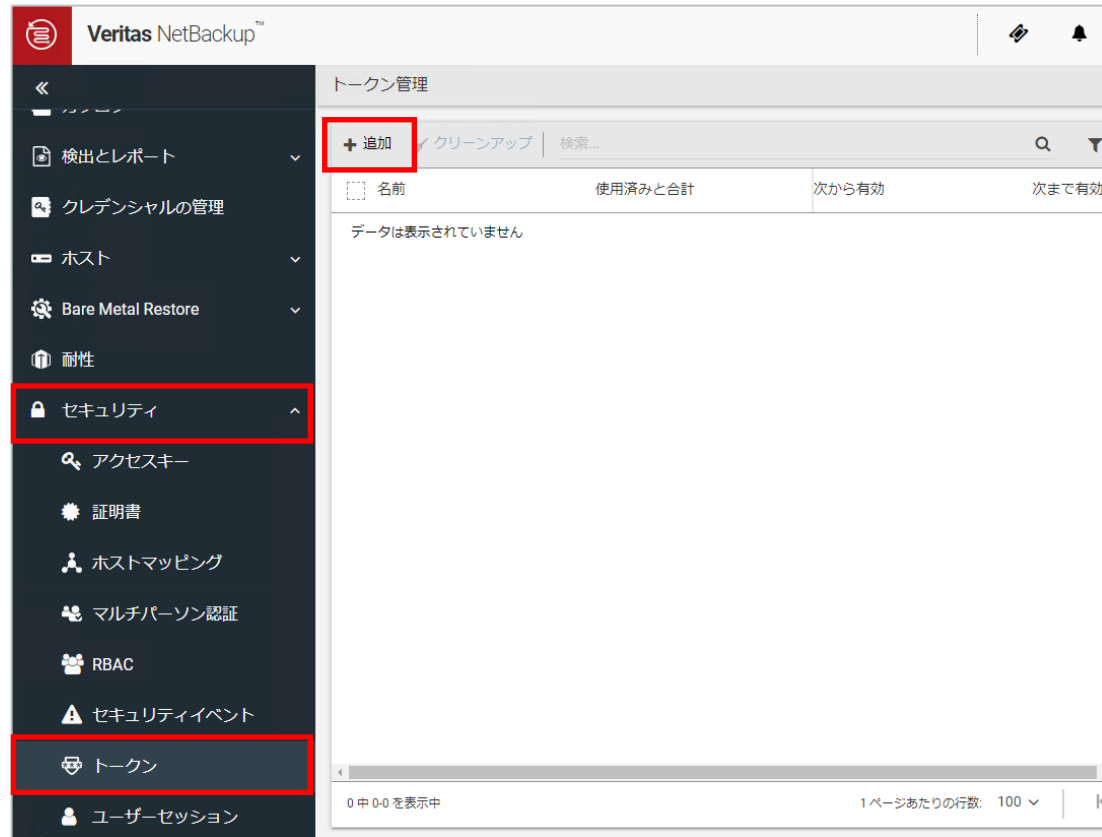 Veritas NetBackup™
検出とレポート
クレデンシャルの管理
ホスト
Bare Metal Restore
耐性
セキュリティ
アクセスキー
証明書
ホストマッピング
マルチパーソン認証
RBAC
セキュリティイベント
トークン
ユーザーセッション
トークン管理
追加 クリーンアップ 検索...
名前 使用済みと合計 次から有効 次まで有効
データは表示されていません
0 中 0-0 を表示中 1 ページあたりの行数: 100